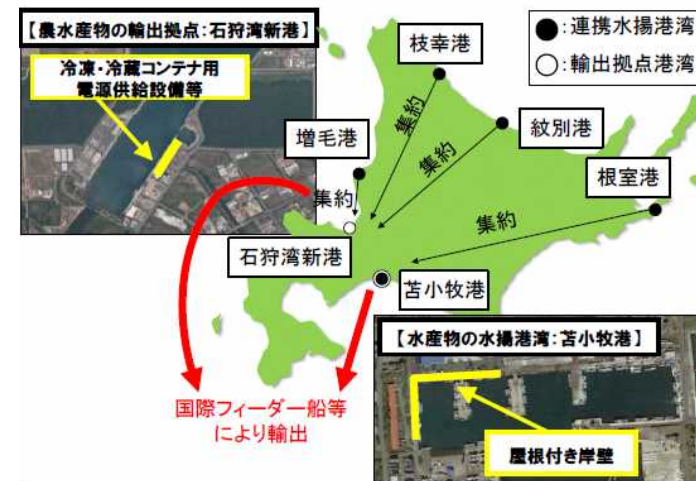 【農水産物の輸出拠点:石狩湾新港】
冷凍・冷蔵コンテナ用
電源供給設備等
●:連携水揚港湾
○:輸出拠点港湾
枝幸港
増毛港
紋別港
根室港
集約
集約
集約
集約
石狩湾新港
苫小牧港
【水産物の水揚港湾:苫小牧港】
国際フィーダー船等
により輸出
屋根付き岸壁